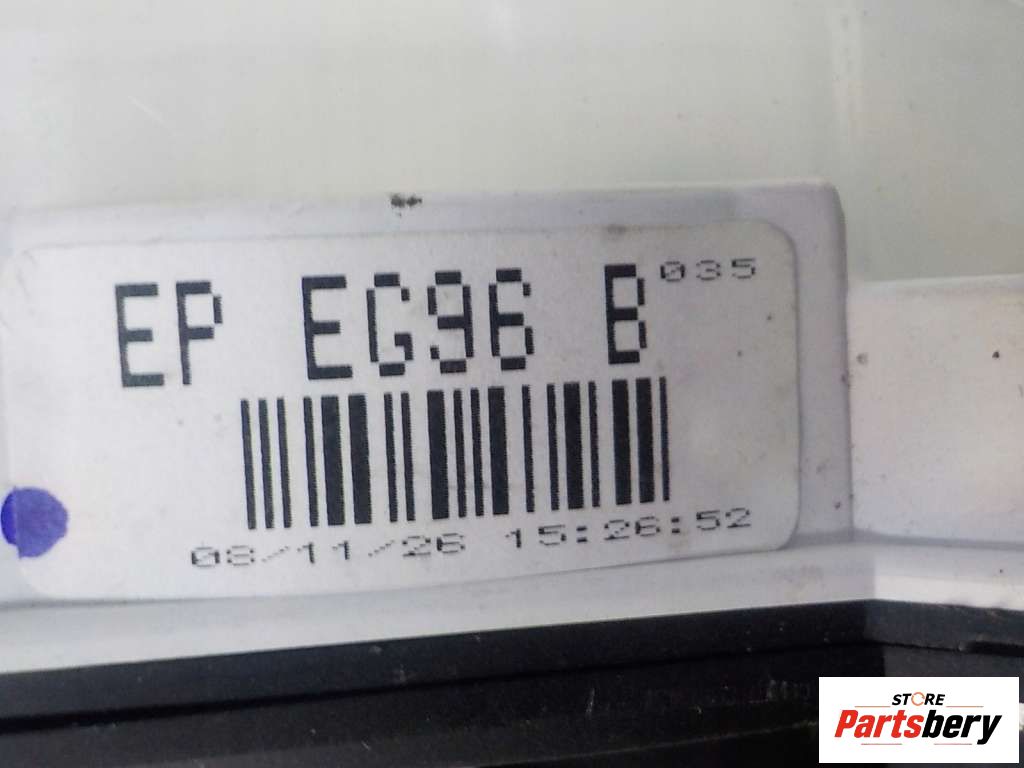 EP EG96 B 035
08/11/26 15:26:52
STORE
Partsbery